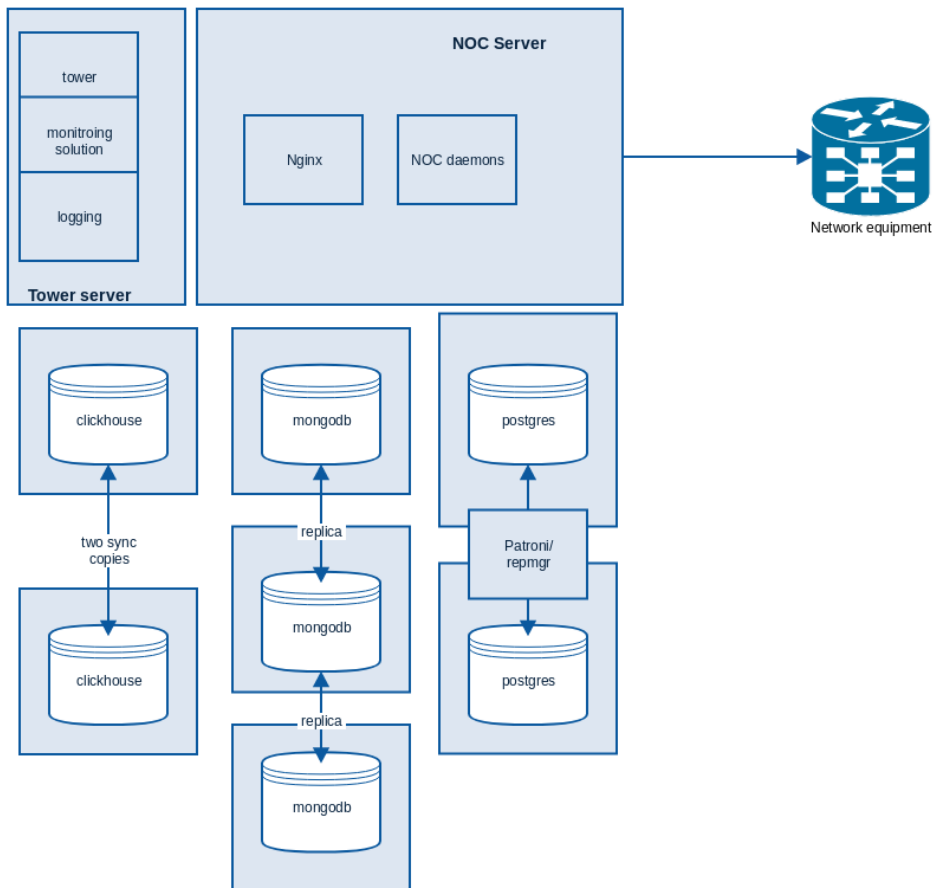 NOC Server
tower
monitroing
solution
logging
Tower server
Nginx
NOC daemons
Network equipment
clickhouse
mongodb
postgres
two sync
copies
replica
Patroni/
repmgr
clickhouse
mongodb
postgres
replica
mongodb